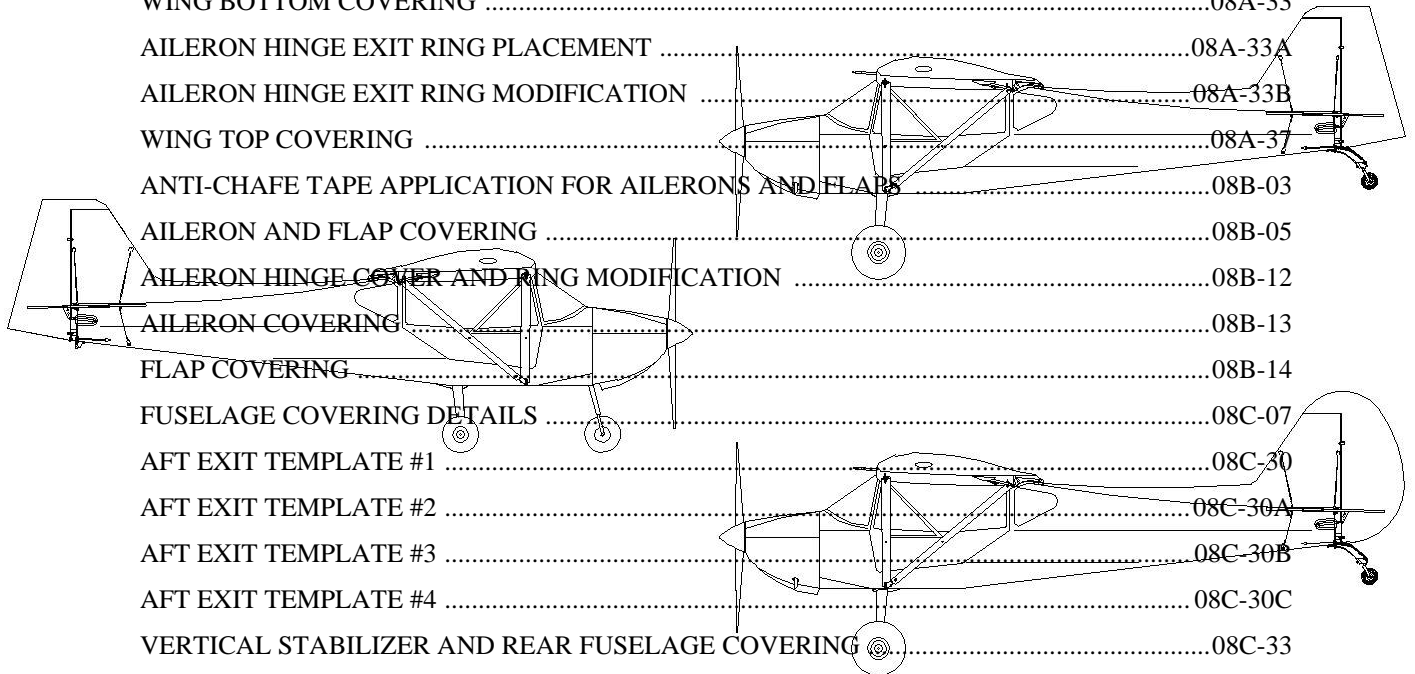 WING BOTTOM COVERING ........................................................................................................08A-33
AILERON HINGE EXIT RING PLACEMENT ..................................................................................08A-33A
AILERON HINGE EXIT RING MODIFICATION ...........................................................................08A-33B
WING TOP COVERING ......................................................................................................................08A-37
ANTI-CHAFE TAPE APPLICATION FOR AILERONS AND FLAPS ................................................08B-03
AILERON AND FLAP COVERING .....................................................................................................08B-05
AILERON HINGE COVER AND RING MODIFICATION .................................................................08B-12
AILERON COVERING .........................................................................................................................08B-13
FLAP COVERING .................................................................................................................................08B-14
FUSELAGE COVERING DETAILS .....................................................................................................08C-07
AFT EXIT TEMPLATE #1 .....................................................................................................................08C-30
AFT EXIT TEMPLATE #2 ..................................................................................................................08C-30A
AFT EXIT TEMPLATE #3 ..................................................................................................................08C-30B
AFT EXIT TEMPLATE #4 .................................................................................................................. 08C-30C
VERTICAL STABILIZER AND REAR FUSELAGE COVERING .....................................................08C-33